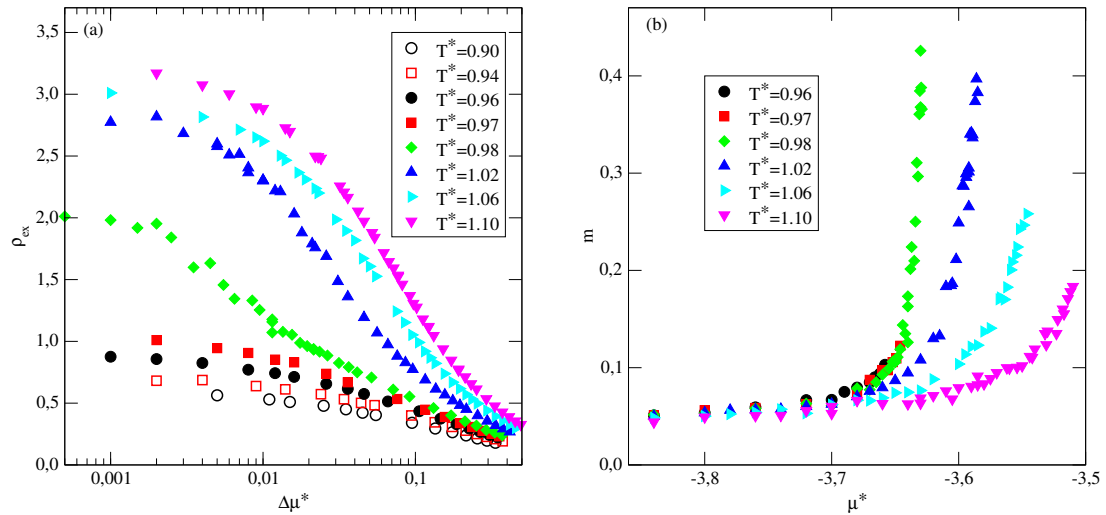 (a)
3,5
3,0
2,5
2,0
1,5
1,0
0,5
0,0
ρex
0,001
0,01
0,1
Δμ*
T*=0.90
T*=0.94
T*=0.96
T*=0.97
T*=0.98
T*=1.02
T*=1.06
T*=1.10
(b)
0,4
0,3
0,2
0,1
0
m
-3,8
-3,7
-3,6
-3,5
μ*
T*=0.96
T*=0.97
T*=0.98
T*=1.02
T*=1.06
T*=1.10